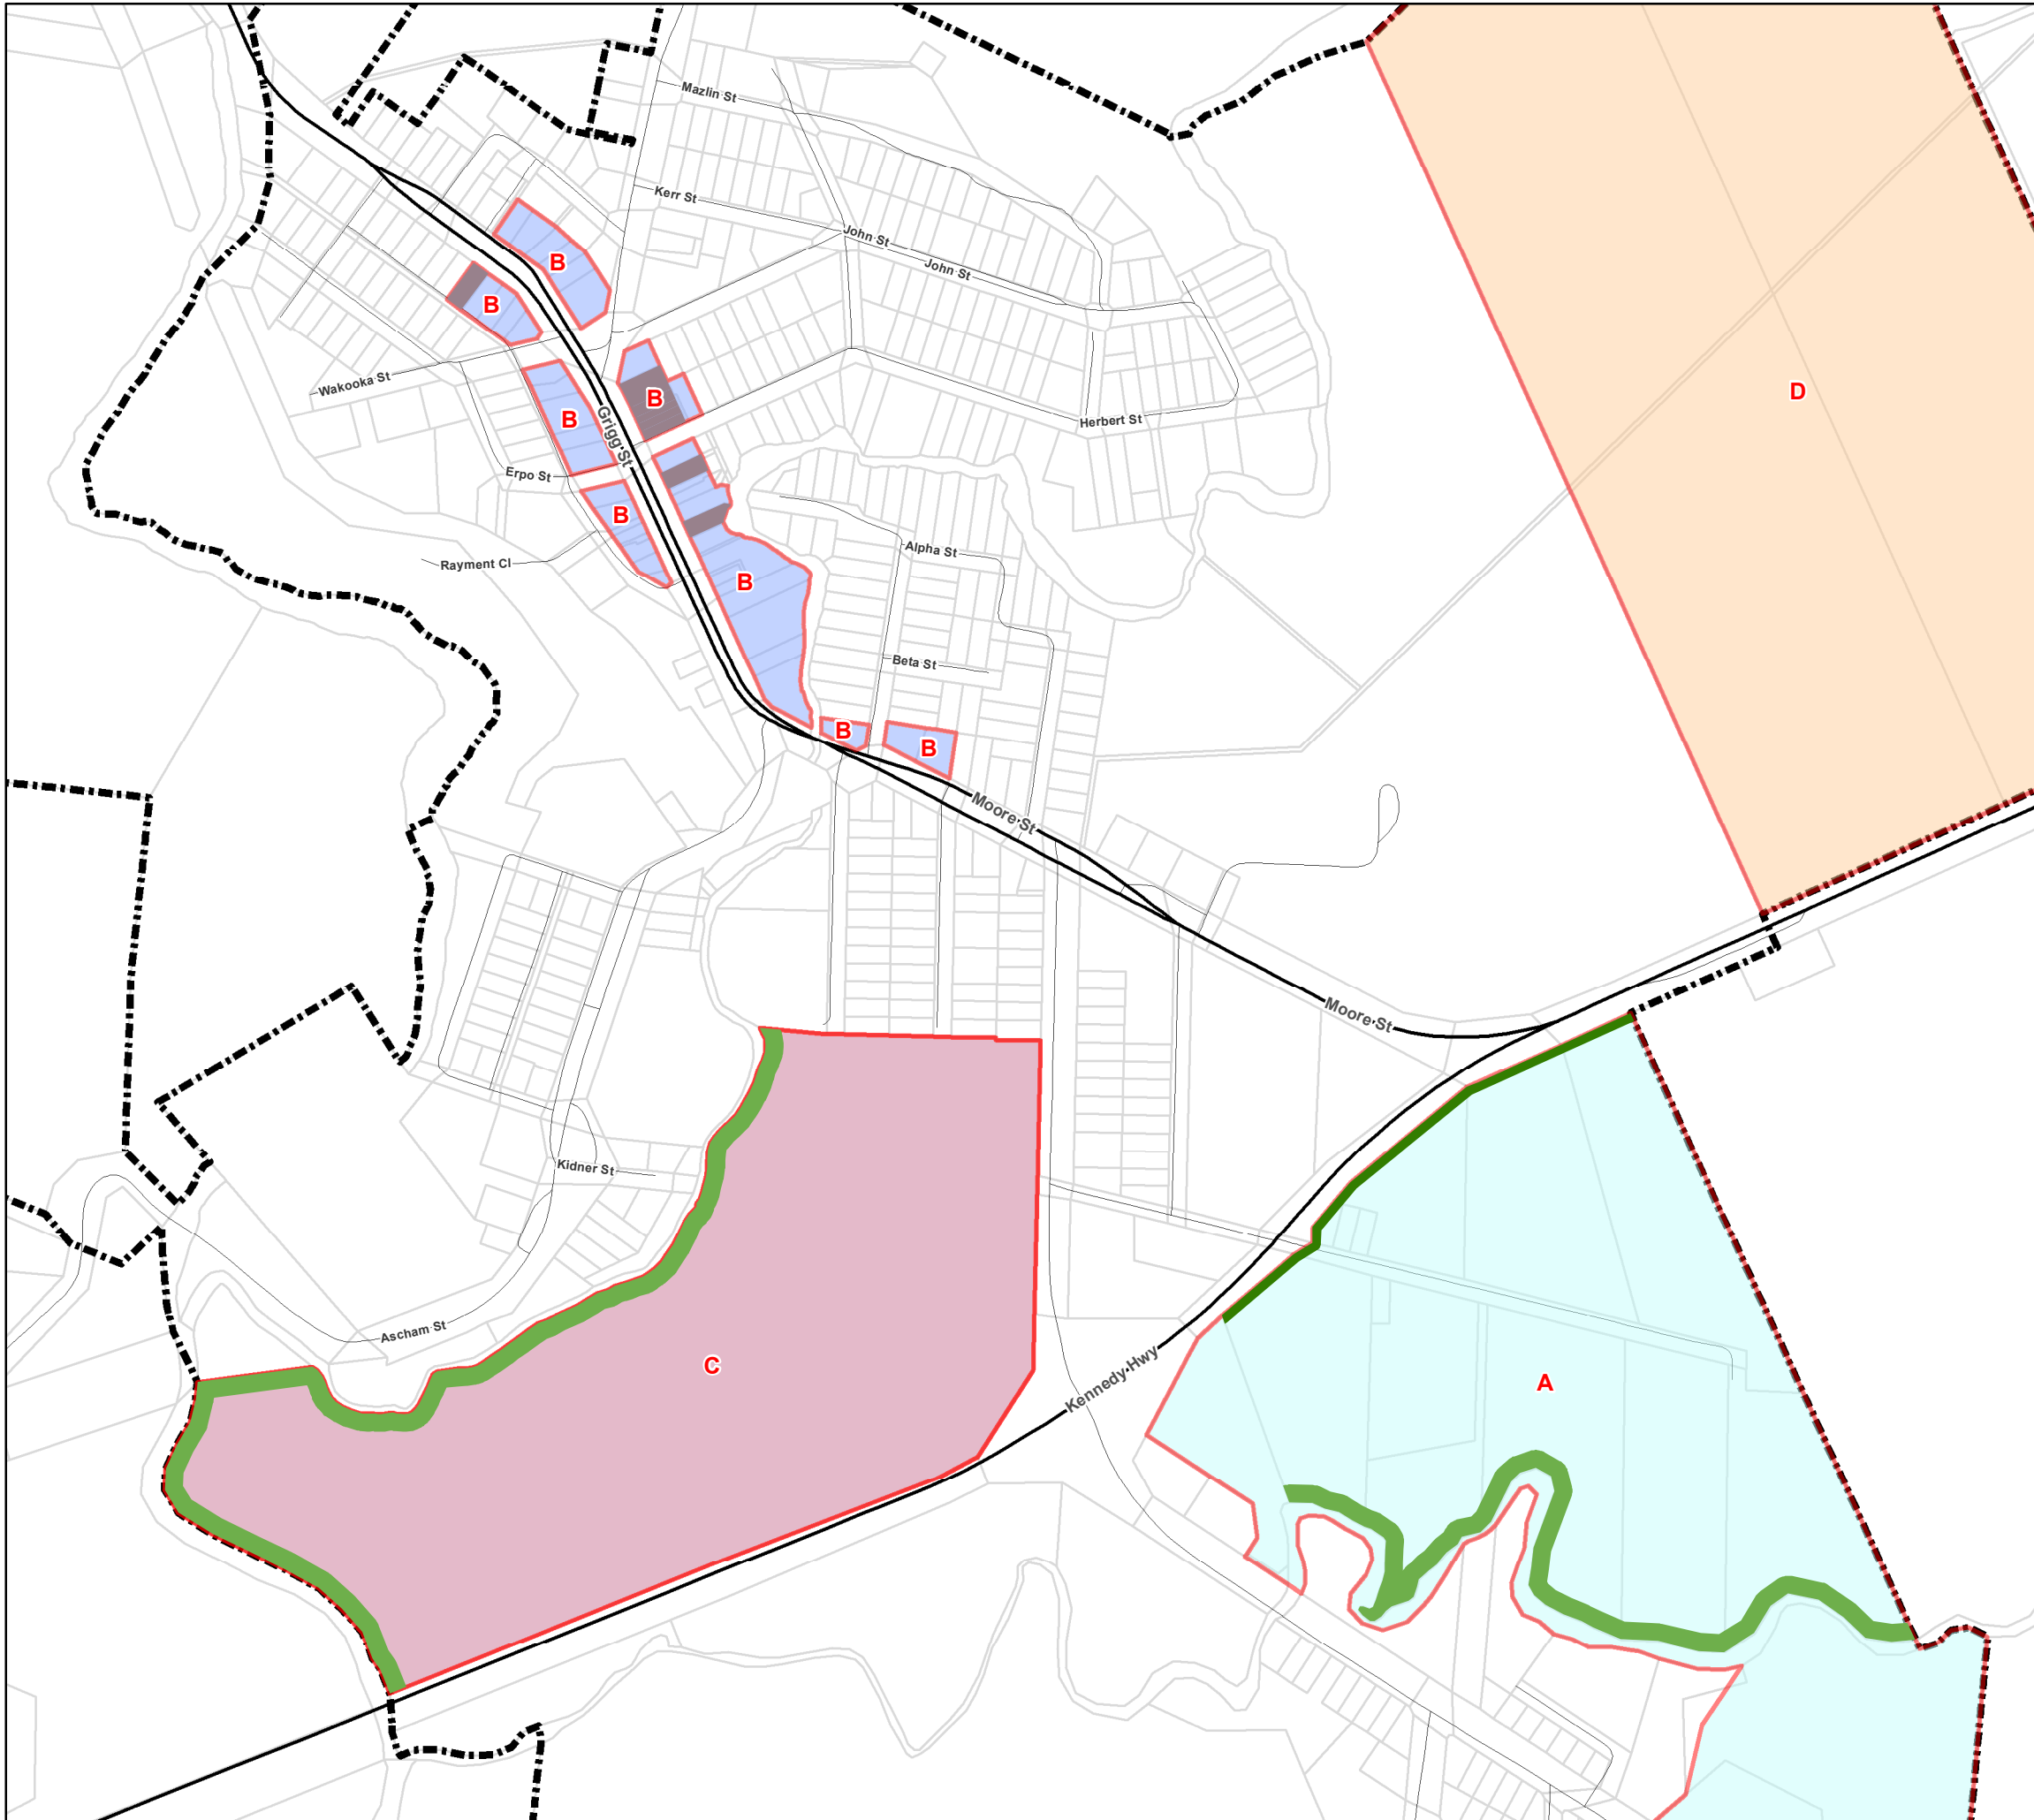 Mazlin St
Kerr St
John St
John St
B
B
D
Wakooka St
B
B
Grigg St
Herbert St
Erpo St
B
Alpha St
Rayment Cl
B
Beta St
B
B
Moore St
Moore St
Kidner St
Ascham St
C
Kennedy Hwy
A